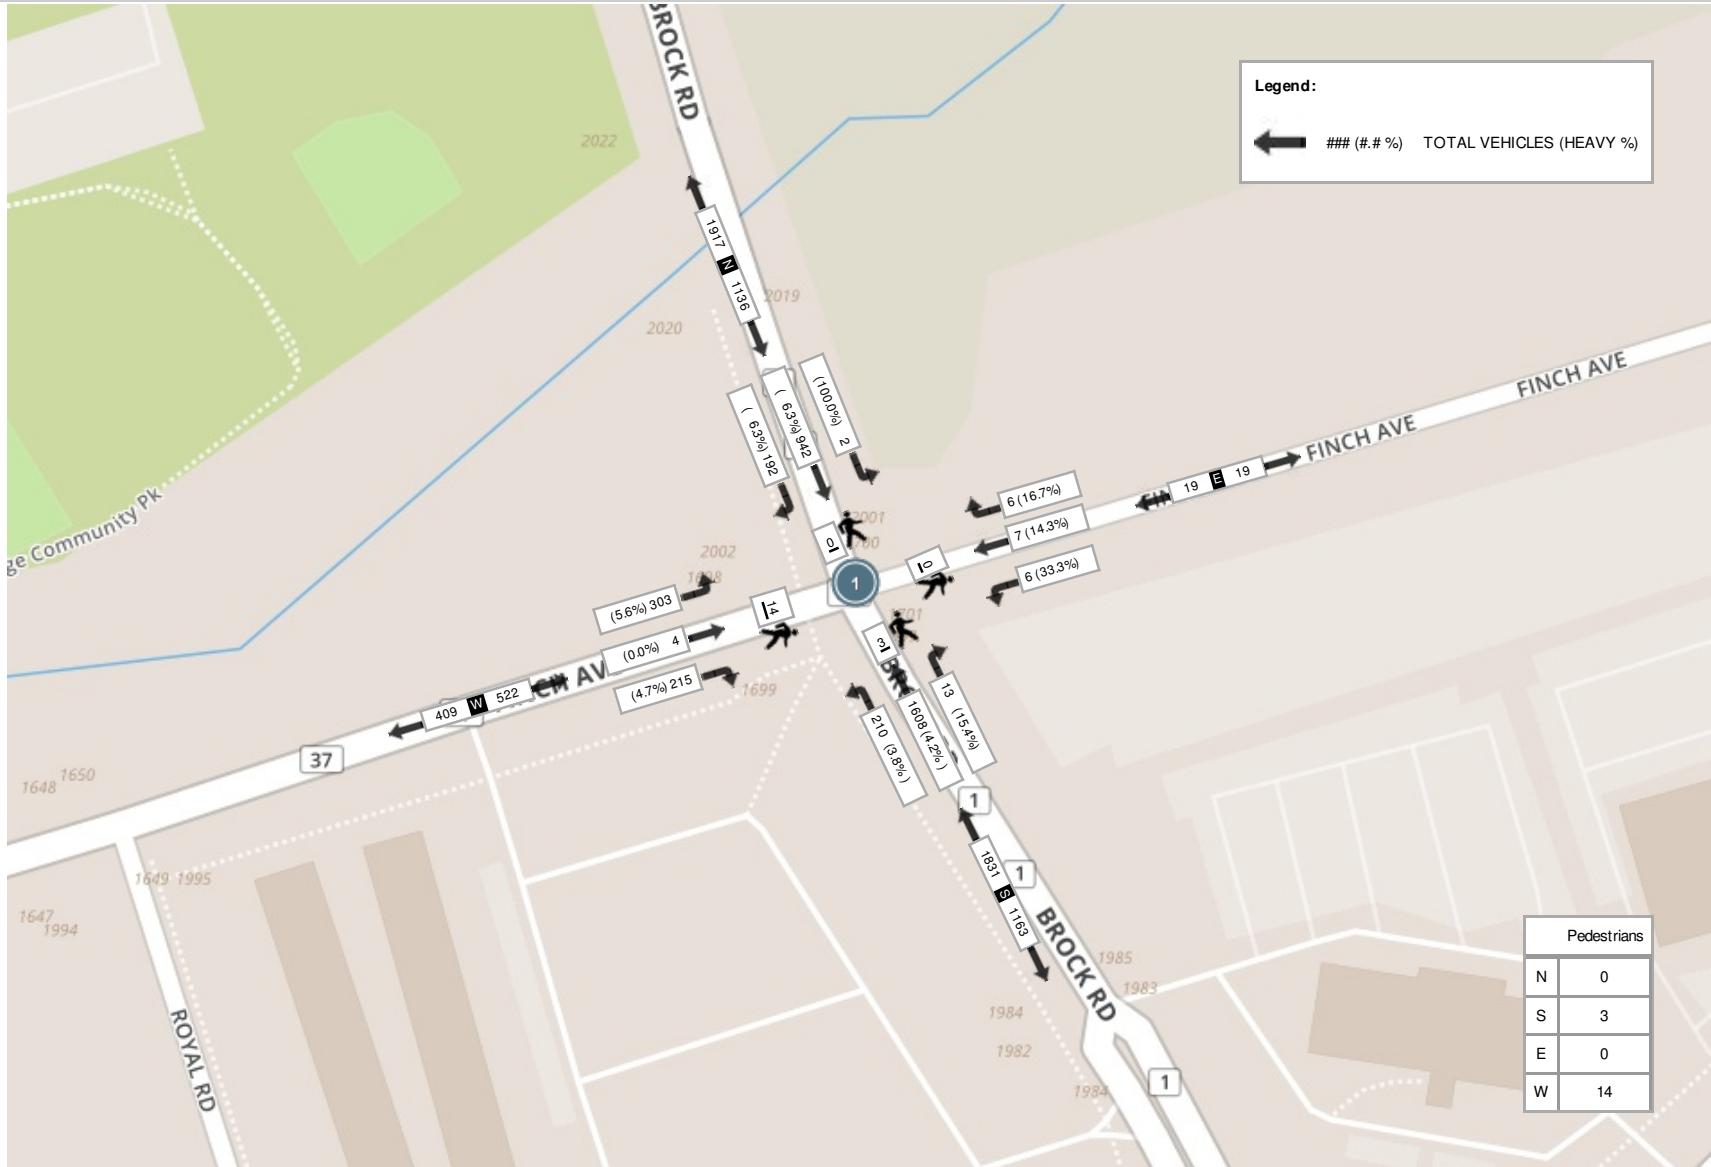 BROCK RD
Legend:
### (#.# %) TOTAL VEHICLES (HEAVY %)
2022
1917 N 1136
2019
2020
( 6.3%) 192
( 6.3%) 942
(100.0%) 2
FINCH AVE
FINCH AVE
19 E 19
6 (16.7%)
7 (14.3%)
6 (33.3%)
ge Community Pk
2002
0
0
1
14
3
1701
(5.6%) 303
(0.0%) 4
(4.7%) 215
1699
409 W 522
37
1650
1648
210 (3.8% )
1608 (4.2% )
13 (15.4%)
1
1
1831 S 1163
BROCK RD
1649 1995
1647
1994
ROYAL RD
1985
1983
1984
1982
1984
1
Pedestrians
N 0
S 3
E 0
W 14